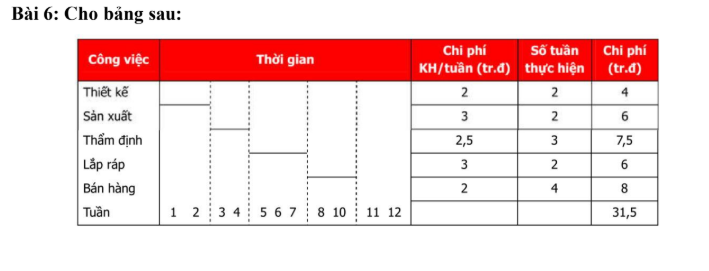 Bài 6: Cho bảng sau:
Công việc Thời gian Chi phí KH/tuần (tr.đ) Số tuần thực hiện Chi phí (tr.đ)
Thiết kế 2 2 4
Sản xuất 3 2 6
Thẩm định 2,5 3 7,5
Lắp ráp 3 2 6
Bán hàng 2 4 8
Tuần 1 2 3 4 5 6 7 8 10 11 12 31,5